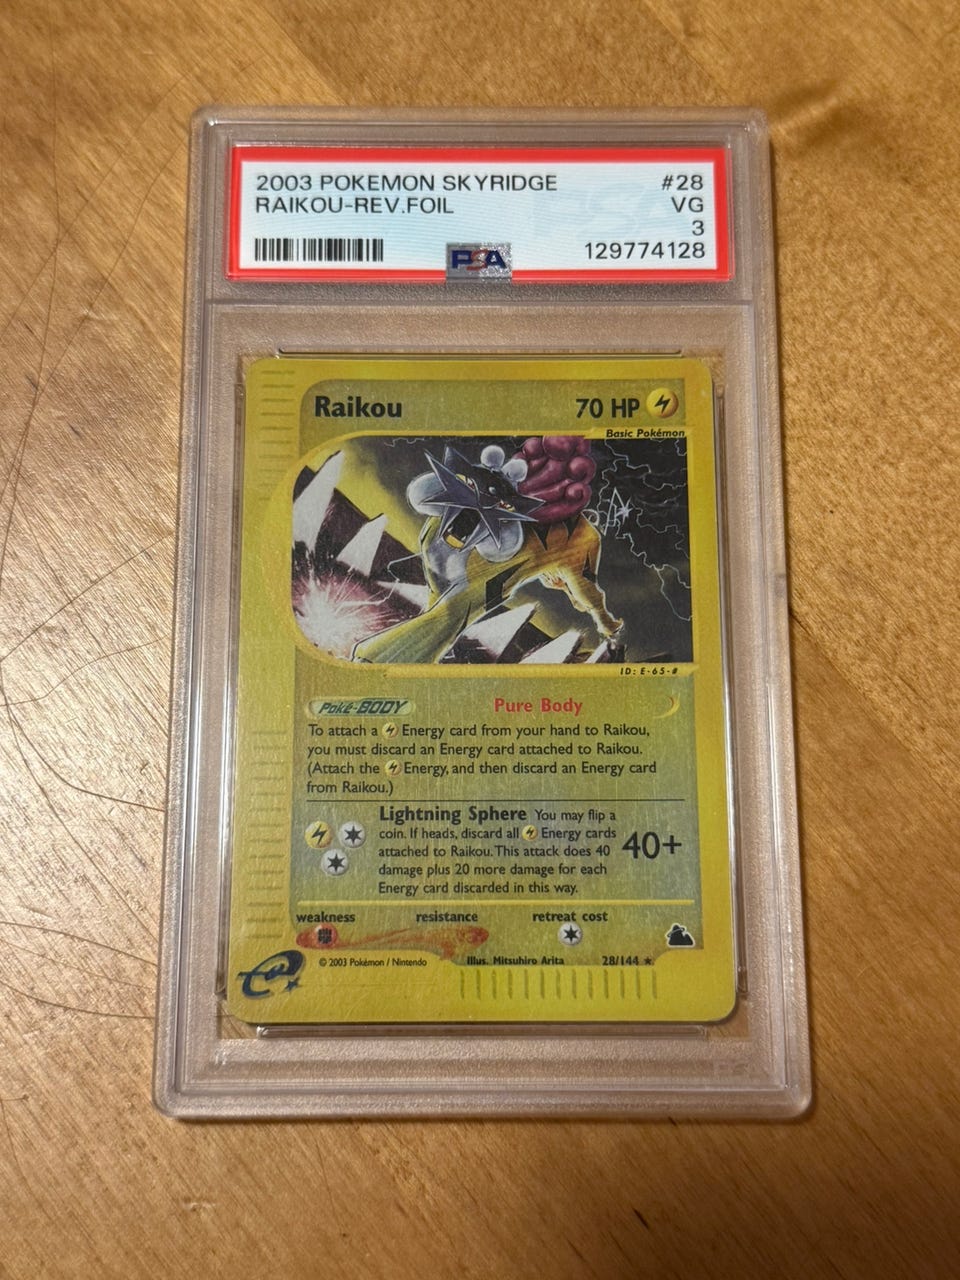 2003 POKEMON SKYRIDGE #28
RAIKOU-REV.FOIL VG
3
129774128
PSA
Raikou 70 HP
Basic Pokémon
ID: E-65-#
Poké-BODY Pure Body
To attach a Energy card from your hand to Raikou,
you must discard an Energy card attached to Raikou.
(Attach the Energy, and then discard an Energy card
from Raikou.)
Lightning Sphere You may flip a
coin. If heads, discard all Energy cards
attached to Raikou. This attack does 40 40+
damage plus 20 more damage for each
Energy card discarded in this way.
weakness resistance retreat cost
© 2003 Pokémon / Nintendo Illus. Mitsuhiro Arita 28/144 ★
e